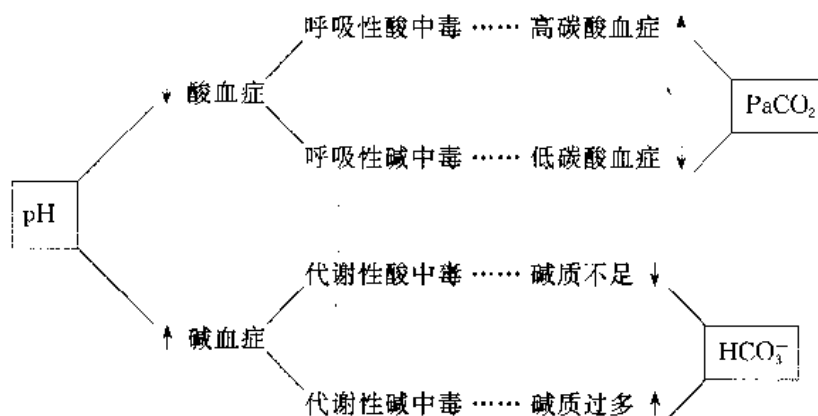 呼吸性酸中毒 …… 高碳酸血症 ↑
↓ 酸血症
PaCO₂
呼吸性碱中毒 …… 低碳酸血症 ↓
pH
代谢性酸中毒 …… 碱质不足 ↓
↑ 碱血症
HCO₃⁻
代谢性碱中毒 …… 碱质过多 ↑